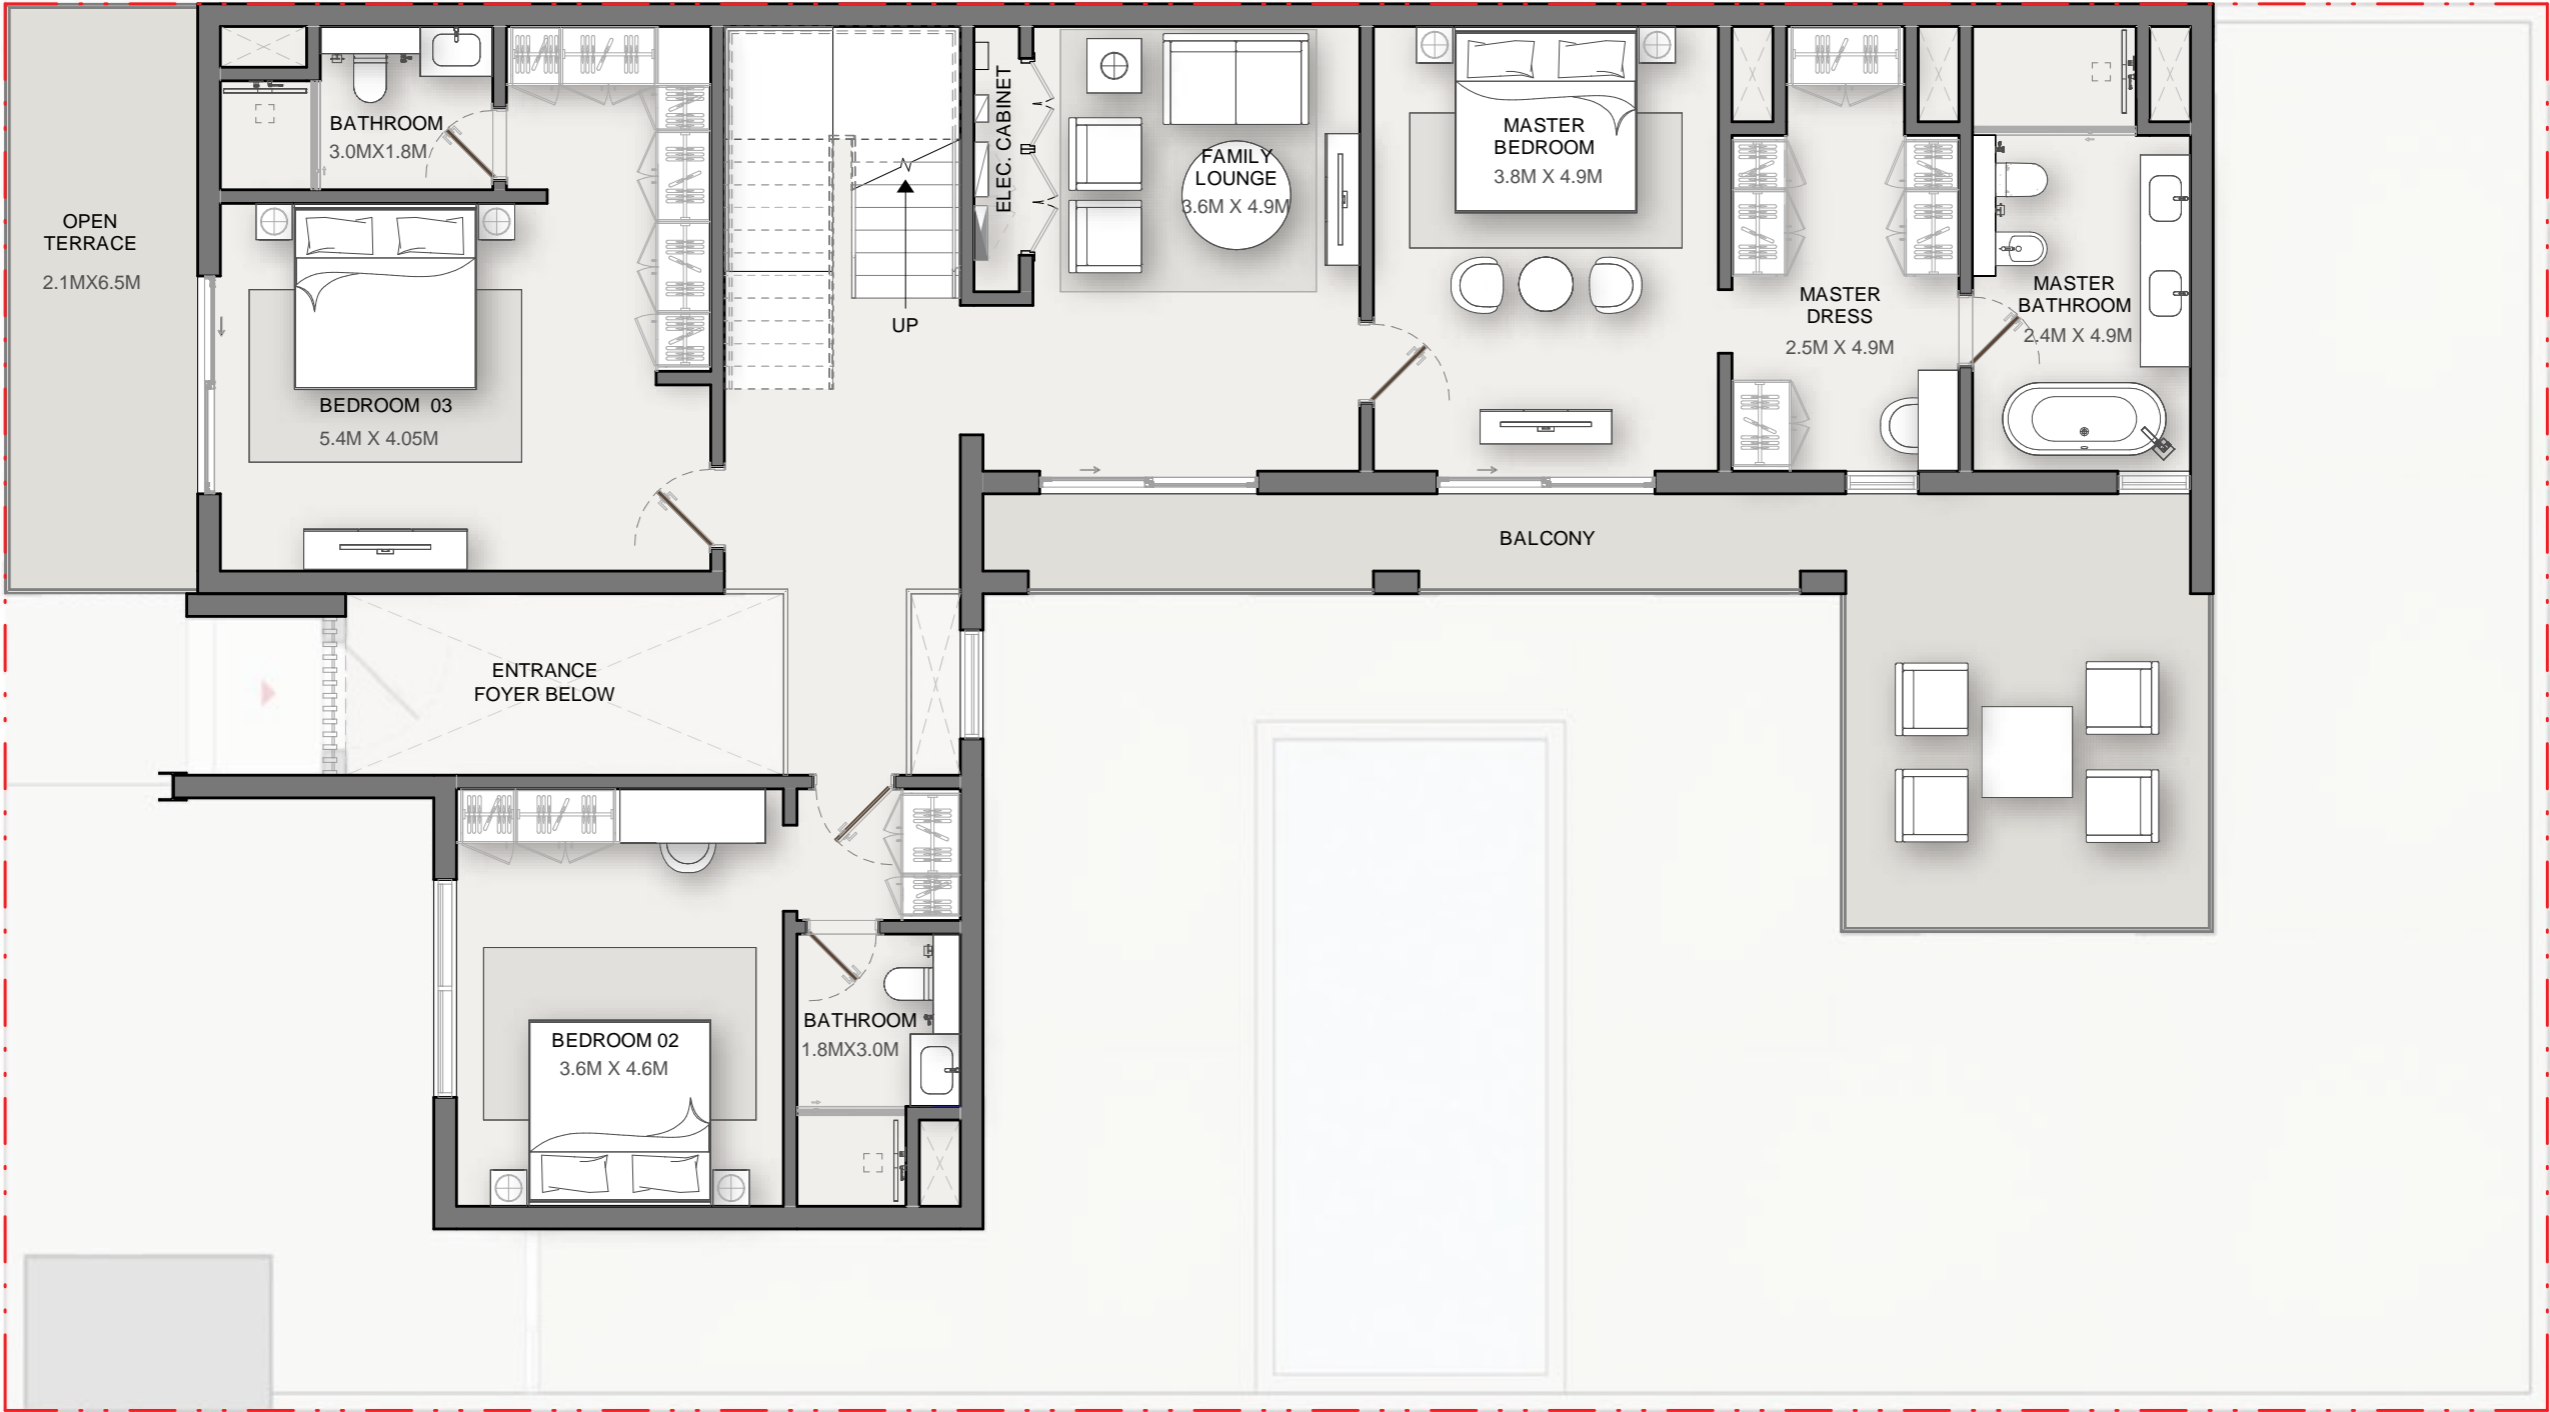 BATHROOM
3.0MX1.8M
OPEN
TERRACE
2.1MX6.5M
BEDROOM 03
5.4M X 4.05M
UP
ELEC. CABINET
FAMILY
LOUNGE
3.6M X 4.9M
MASTER
BEDROOM
3.8M X 4.9M
MASTER
DRESS
2.5M X 4.9M
MASTER
BATHROOM
2.4M X 4.9M
BALCONY
ENTRANCE
FOYER BELOW
BEDROOM 02
3.6M X 4.6M
BATHROOM
1.8MX3.0M